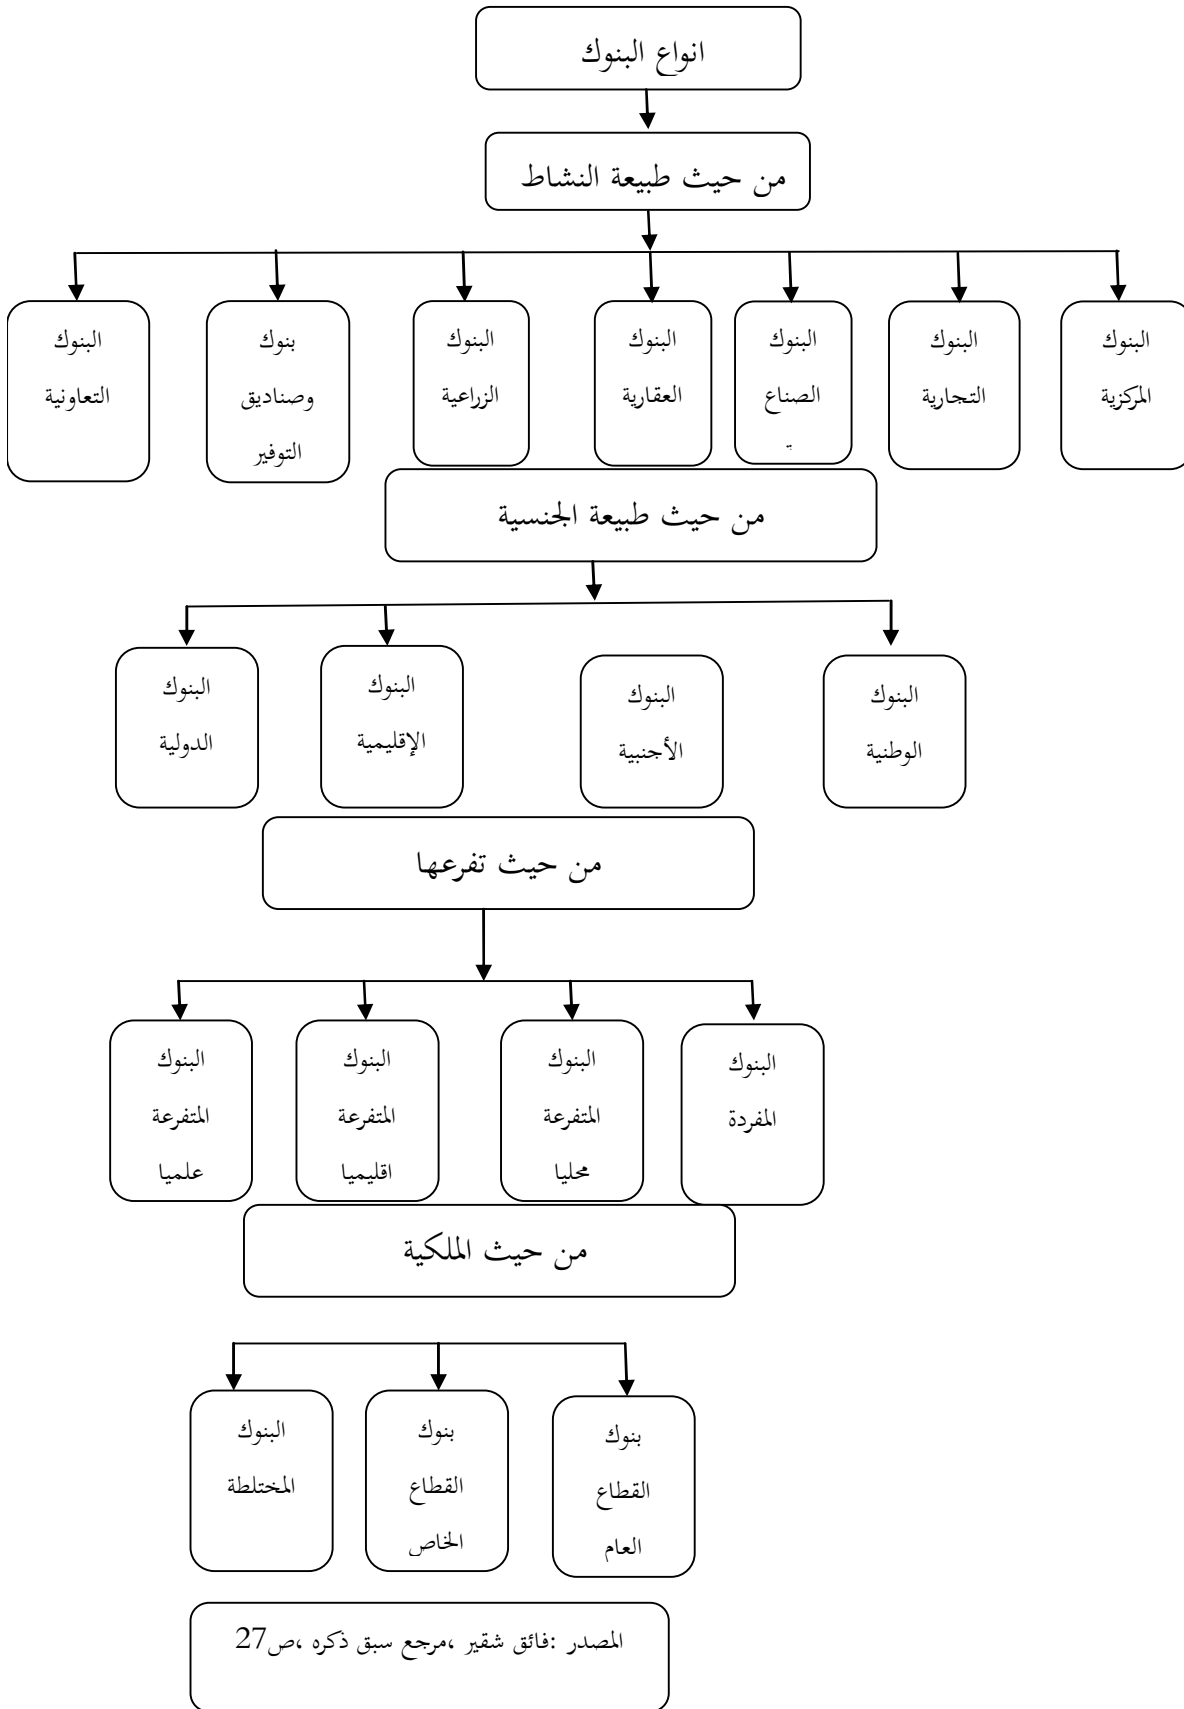 انواع البنوك
من حيث طبيعة النشاط
البنوك
المركزية
البنوك
التجارية
البنوك
الصناع
ية
البنوك
العقارية
البنوك
الزراعية
بنوك
وصناديق
التوفير
البنوك
التعاونية
من حيث طبيعة الجنسية
البنوك
الوطنية
البنوك
الأجنبية
البنوك
الإقليمية
البنوك
الدولية
من حيث تفرعها
البنوك
المفردة
البنوك
المتفرعة
محليا
البنوك
المتفرعة
اقليميا
البنوك
المتفرعة
علميا
من حيث الملكية
بنوك
القطاع
العام
بنوك
القطاع
الخاص
البنوك
المختلطة
المصدر :فائق شقير ،مرجع سبق ذكره ،ص27